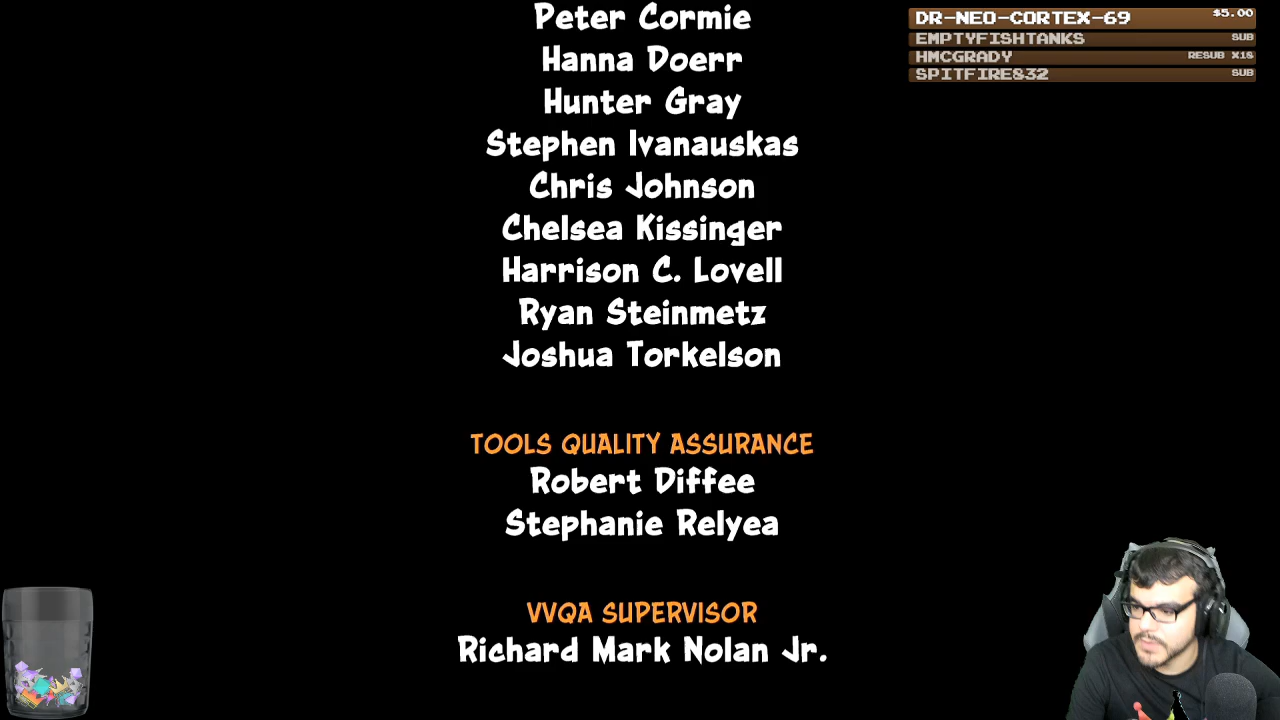 Peter Cormie
Hanna Doerr
Hunter Gray
Stephen Ivanauskas
Chris Johnson
Chelsea Kissinger
Harrison C. Lovell
Ryan Steinmetz
Joshua Torkelson
TOOLS QUALITY ASSURANCE
Robert Diffee
Stephanie Relyea
VVQA SUPERVISOR
Richard Mark Nolan Jr.
DR-NEO-CORTEX-69 $5.00
EMPTYFISHTANKS SUB
HMCGRADY RESUB X18
SPITFIRE832 SUB